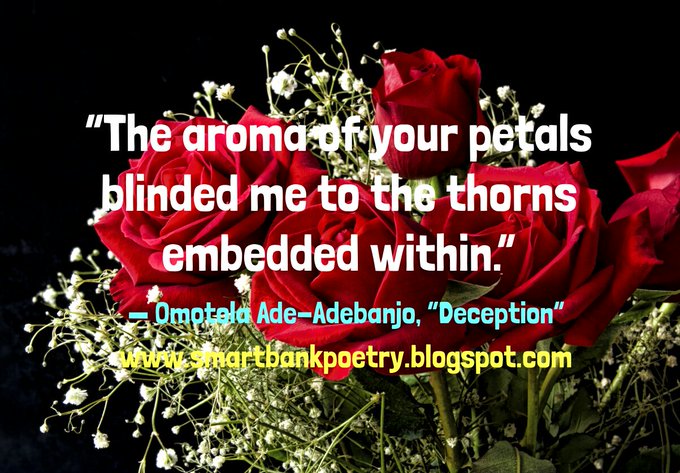 “The aroma of your petals
blinded me to the thorns
embedded within.”
— Omotola Ade-Adebanjo, “Deception”
www.smartbankpoetry.blogspot.com